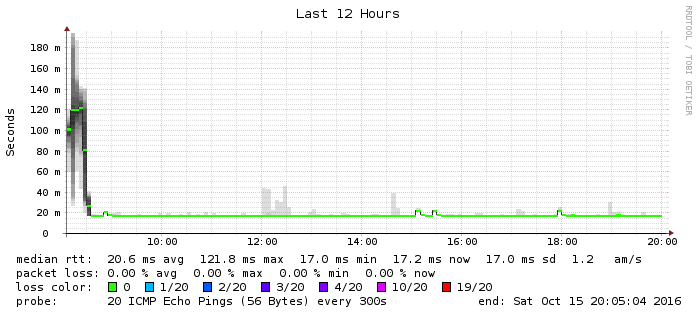 Last 12 Hours
RRDTOOL / TOBI OETIKER
Seconds
180 m
160 m
140 m
120 m
100 m
80 m
60 m
40 m
20 m
0
10:00 12:00 14:00 16:00 18:00 20:00
median rtt: 20.6 ms avg 121.8 ms max 17.0 ms min 17.2 ms now 17.0 ms sd 1.2 am/s
packet loss: 0.00 % avg 0.00 % max 0.00 % min 0.00 % now
loss color: 0 1/20 2/20 3/20 4/20 10/20 19/20
probe: 20 ICMP Echo Pings (56 Bytes) every 300s end: Sat Oct 15 20:05:04 2016